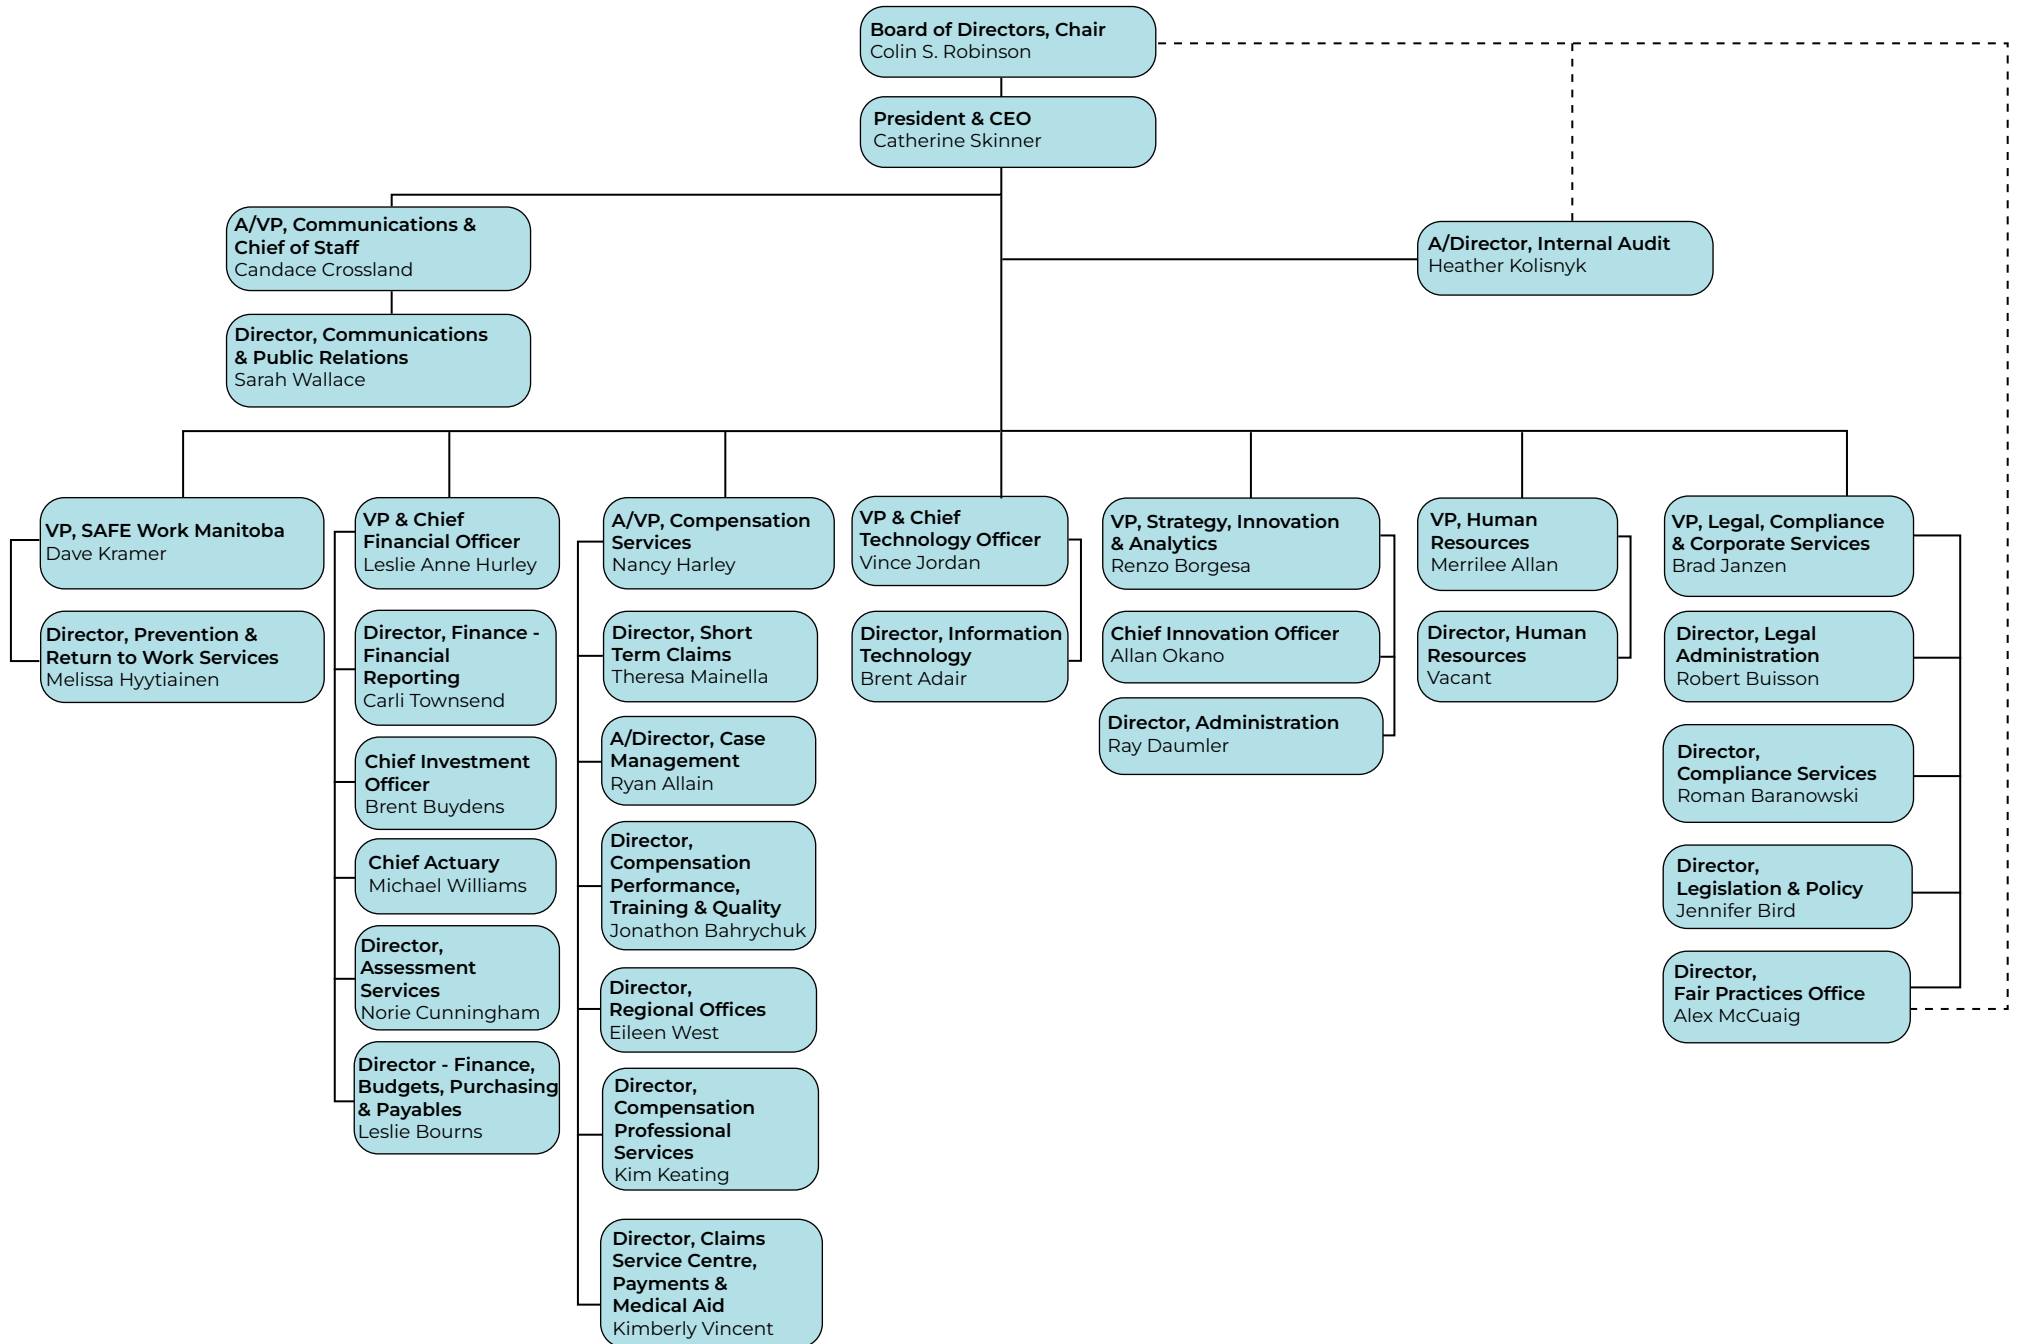 Board of Directors, Chair
Colin S. Robinson
President & CEO
Catherine Skinner
A/VP, Communications &
Chief of Staff
Candace Crossland
A/Director, Internal Audit
Heather Kolisnyk
Director, Communications
& Public Relations
Sarah Wallace
VP, SAFE Work Manitoba
Dave Kramer
Director, Prevention &
Return to Work Services
Melissa Hyytiainen
VP & Chief
Financial Officer
Leslie Anne Hurley
Director, Finance -
Financial
Reporting
Carli Townsend
Chief Investment
Officer
Brent Buydens
Chief Actuary
Michael Williams
Director,
Assessment
Services
Norie Cunningham
Director - Finance,
Budgets, Purchasing
& Payables
Leslie Bourns
A/VP, Compensation
Services
Nancy Harley
Director, Short
Term Claims
Theresa Mainella
A/Director, Case
Management
Ryan Allain
Director,
Compensation
Performance,
Training & Quality
Jonathon Bahrychuk
Director,
Regional Offices
Eileen West
Director,
Compensation
Professional
Services
Kim Keating
Director, Claims
Service Centre,
Payments &
Medical Aid
Kimberly Vincent
VP & Chief
Technology Officer
Vince Jordan
Director, Information
Technology
Brent Adair
VP, Strategy, Innovation
& Analytics
Renzo Borgesa
Chief Innovation Officer
Allan Okano
Director, Administration
Ray Daumler
VP, Human
Resources
Merrilee Allan
Director, Human
Resources
Vacant
VP, Legal, Compliance
& Corporate Services
Brad Janzen
Director, Legal
Administration
Robert Buisson
Director,
Compliance Services
Roman Baranowski
Director,
Legislation & Policy
Jennifer Bird
Director,
Fair Practices Office
Alex McCuaig